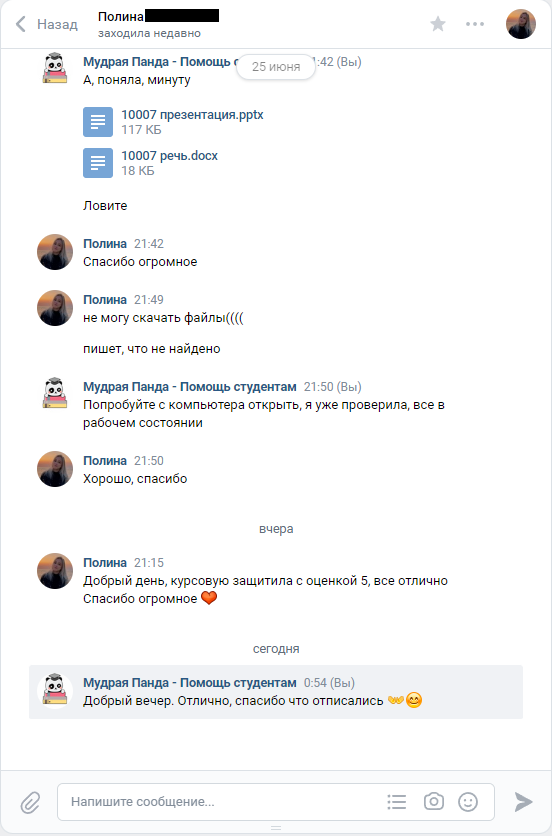 Назад
Полина
заходила недавно
Мудрая Панда - Помощь :42 (Вы)
25 июня
А, поняла, минуту
10007 презентация.pptx
117 КБ
10007 речь.docx
18 КБ
Ловите
Полина 21:42
Спасибо огромное
Полина 21:49
не могу скачать файлы((((
пишет, что не найдено
Мудрая Панда - Помощь студентам 21:50 (Вы)
Попробуйте с компьютера открыть, я уже проверила, все в
рабочем состоянии
Полина 21:50
Хорошо, спасибо
вчера
Полина 21:15
Добрый день, курсовую защитила с оценкой 5, все отлично
Спасибо огромное ❤️
сегодня
Мудрая Панда - Помощь студентам 0:54 (Вы)
Добрый вечер. Отлично, спасибо что отписались 👐😊
Напишите сообщение...